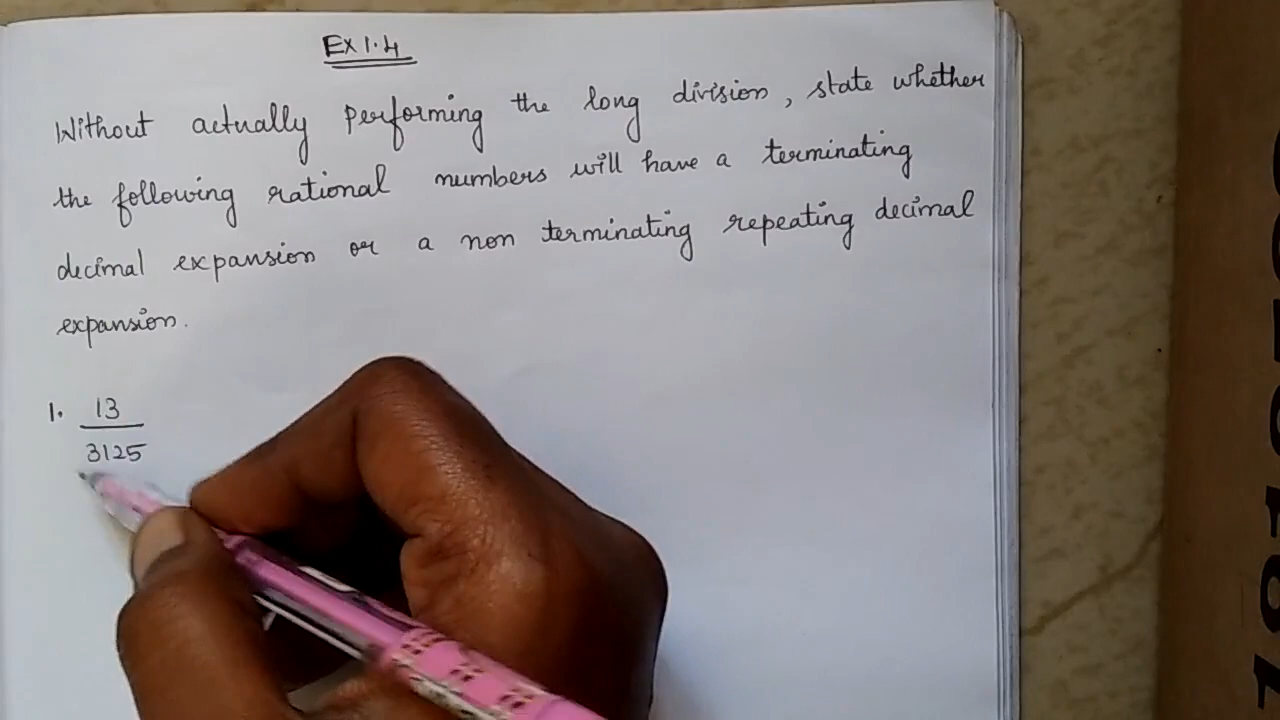 Ex 1.4
Without actually performing the long division, state whether
the following rational numbers will have a terminating
decimal expansion or a non terminating repeating decimal
expansion.
1. 13
3125